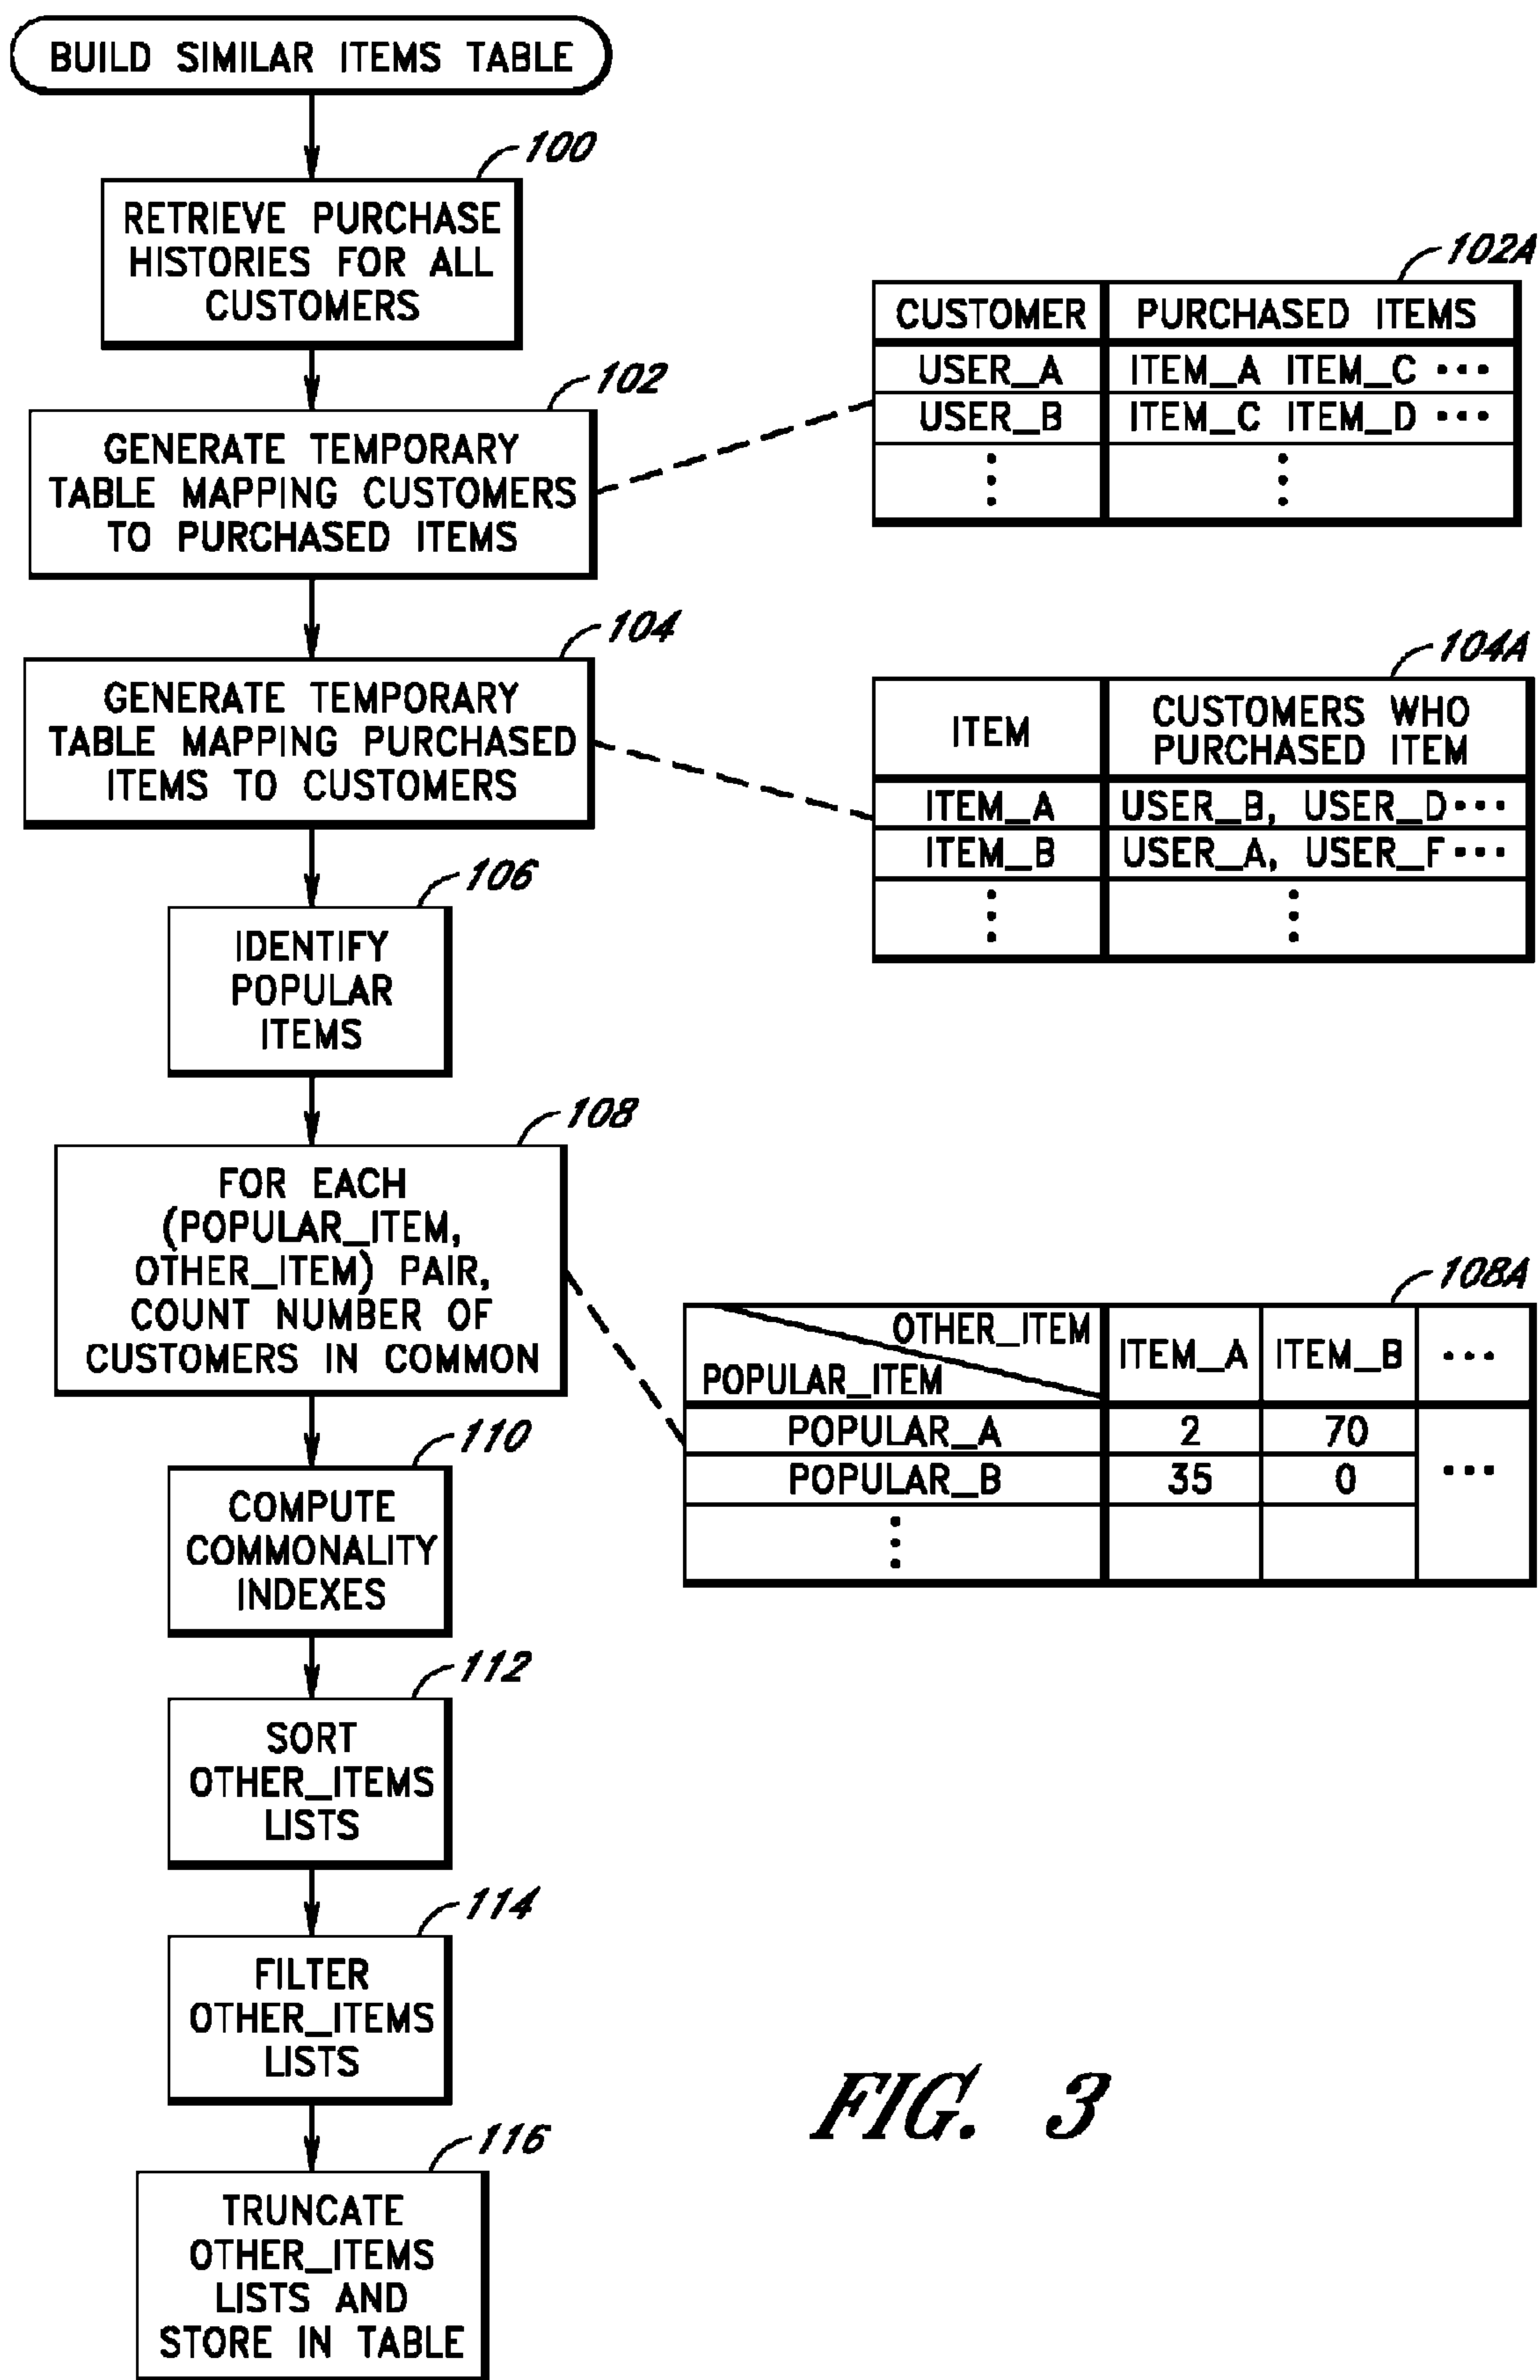 BUILD SIMILAR ITEMS TABLE
100
RETRIEVE PURCHASE
HISTORIES FOR ALL
CUSTOMERS
102
GENERATE TEMPORARY
TABLE MAPPING CUSTOMERS
TO PURCHASED ITEMS
102A
CUSTOMER PURCHASED ITEMS
USER_A ITEM_A ITEM_C •••
USER_B ITEM_C ITEM_D •••
104
GENERATE TEMPORARY
TABLE MAPPING PURCHASED
ITEMS TO CUSTOMERS
104A
ITEM
CUSTOMERS WHO
PURCHASED ITEM
ITEM_A USER_B, USER_D•••
ITEM_B USER_A, USER_F•••
106
IDENTIFY
POPULAR
ITEMS
108
FOR EACH
(POPULAR_ITEM,
OTHER_ITEM) PAIR,
COUNT NUMBER OF
CUSTOMERS IN COMMON
108A
OTHER_ITEM
POPULAR_ITEM
ITEM_A ITEM_B •••
POPULAR_A 2 70
POPULAR_B 35 0 •••
110
COMPUTE
COMMONALITY
INDEXES
112
SORT
OTHER_ITEMS
LISTS
114
FILTER
OTHER_ITEMS
LISTS
116
TRUNCATE
OTHER_ITEMS
LISTS AND
STORE IN TABLE
FIG. 3